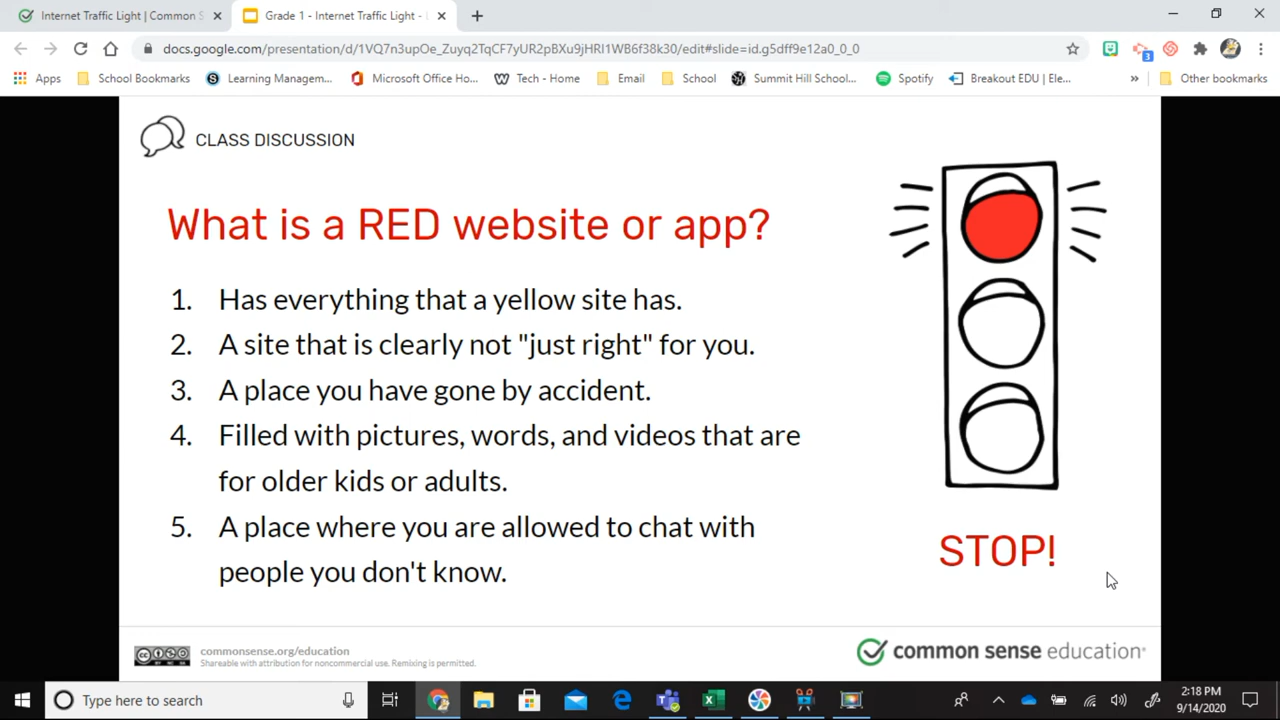 Internet Traffic Light | Common S
Grade 1 - Internet Traffic Light -
docs.google.com/presentation/d/1VQ7n3qpOe_Zuyq2TqCF7yUR2pBXu9jHRI1WB6f38k30/edit#slide=id.g5dff9e12a0_0_0
3
Apps School Bookmarks Learning Managem... Microsoft Office Ho... Tech - Home Email School Summit Hill School... Spotify Breakout EDU | Ele... » Other bookmarks
CLASS DISCUSSION
What is a RED website or app?
1. Has everything that a yellow site has.
2. A site that is clearly not "just right" for you.
3. A place you have gone by accident.
4. Filled with pictures, words, and videos that are
for older kids or adults.
5. A place where you are allowed to chat with
people you don't know.
STOP!
cc BY NC SA
commonsense.org/education
Shareable with attribution for noncommercial use. Remixing is permitted.
common sense education®
Type here to search
2:18 PM
9/14/2020